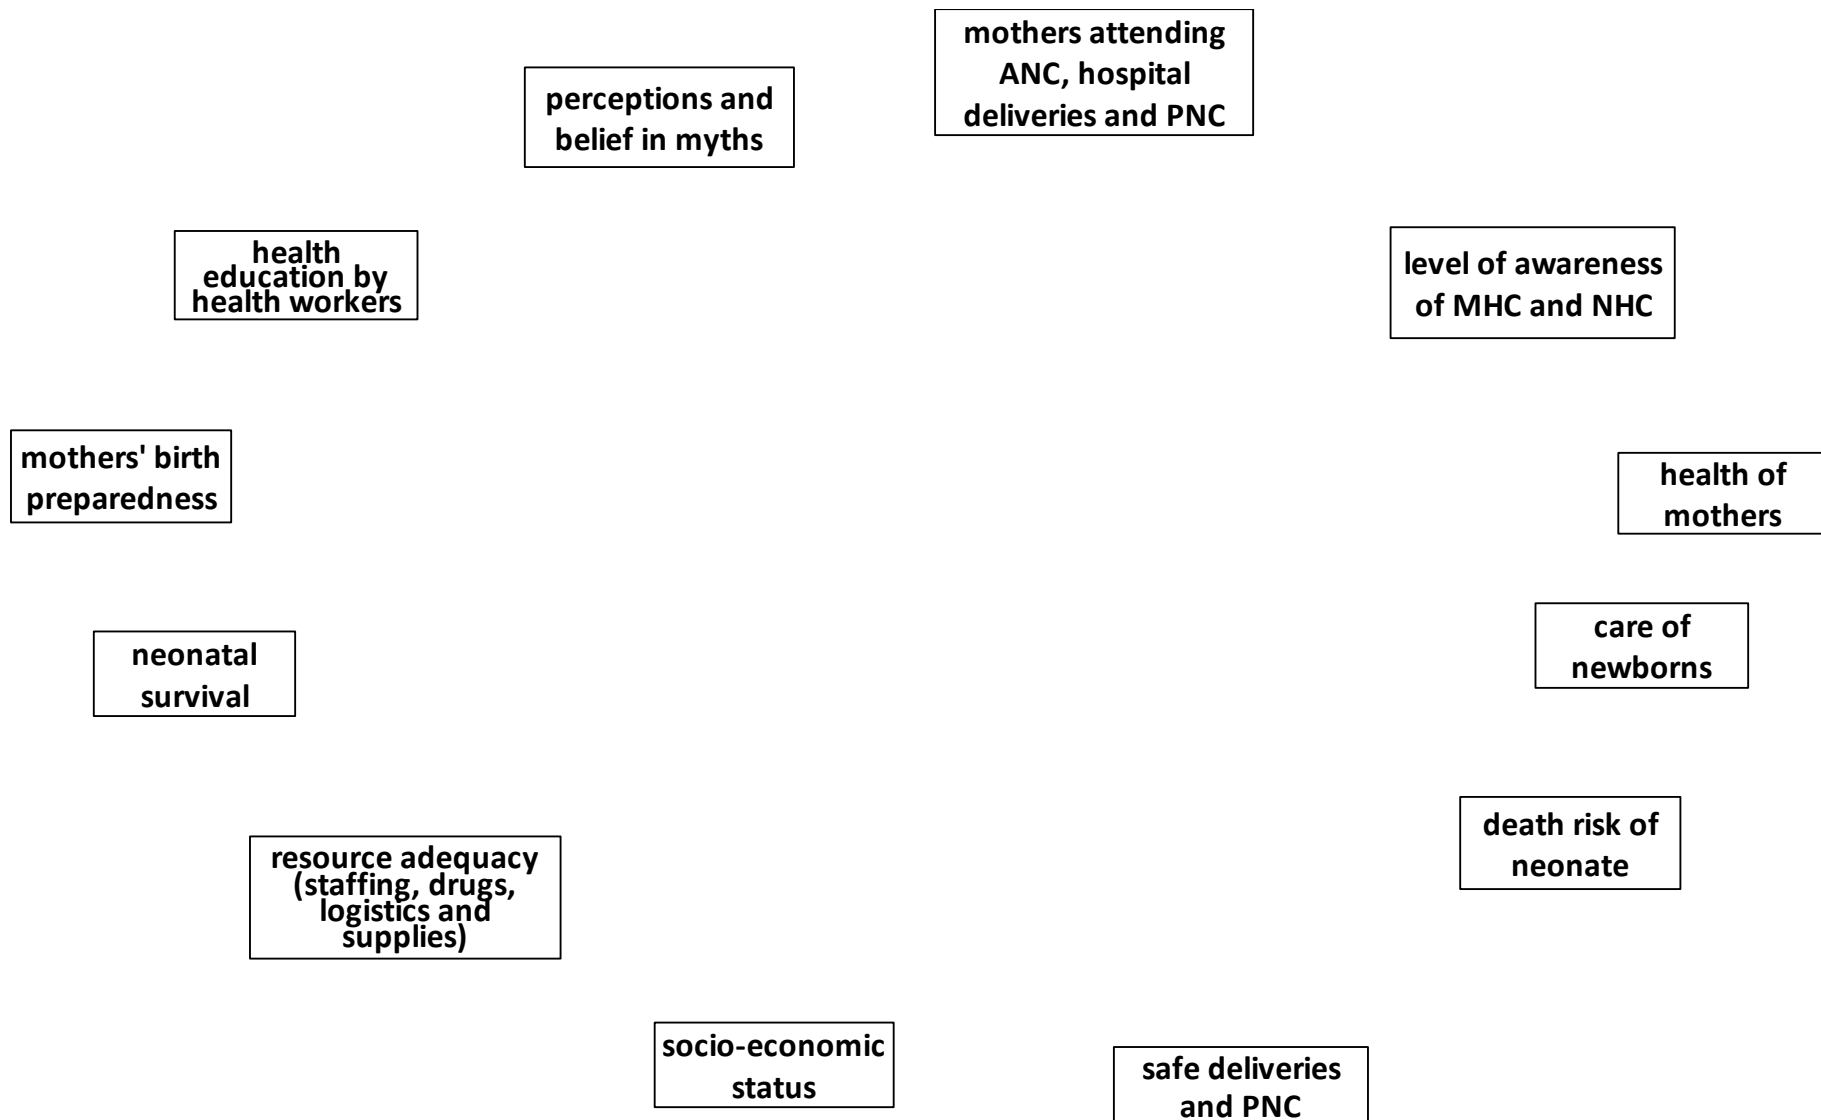 mothers attending
ANC, hospital
deliveries and PNC
perceptions and
belief in myths
health
education by
health workers
level of awareness
of MHC and NHC
mothers' birth
preparedness
health of
mothers
neonatal
survival
care of
newborns
resource adequacy
(staffing, drugs,
logistics and
supplies)
death risk of
neonate
socio-economic
status
safe deliveries
and PNC